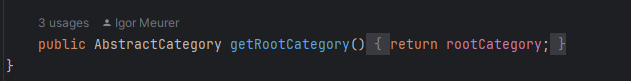 3 usages Igor Meurer
public AbstractCategory getRootCategory() { return rootCategory; }
}